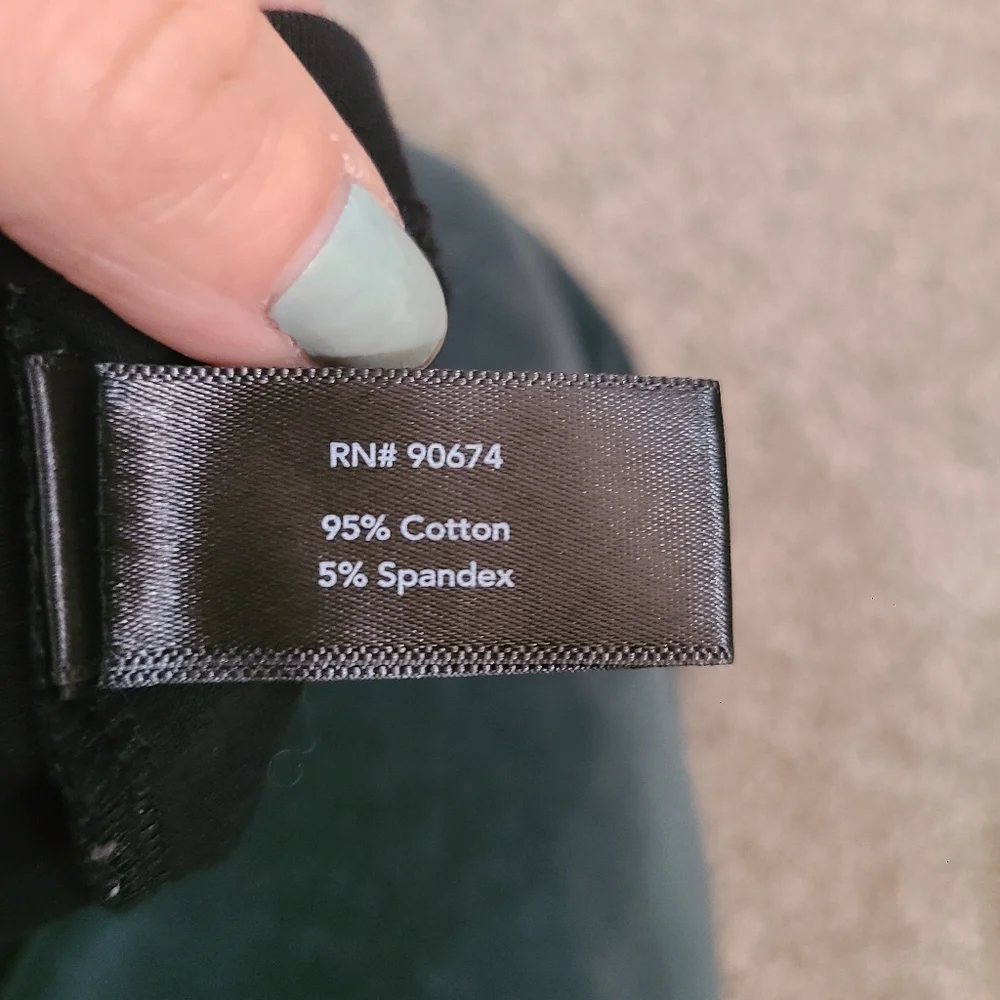 RN# 90674
95% Cotton
5% Spandex